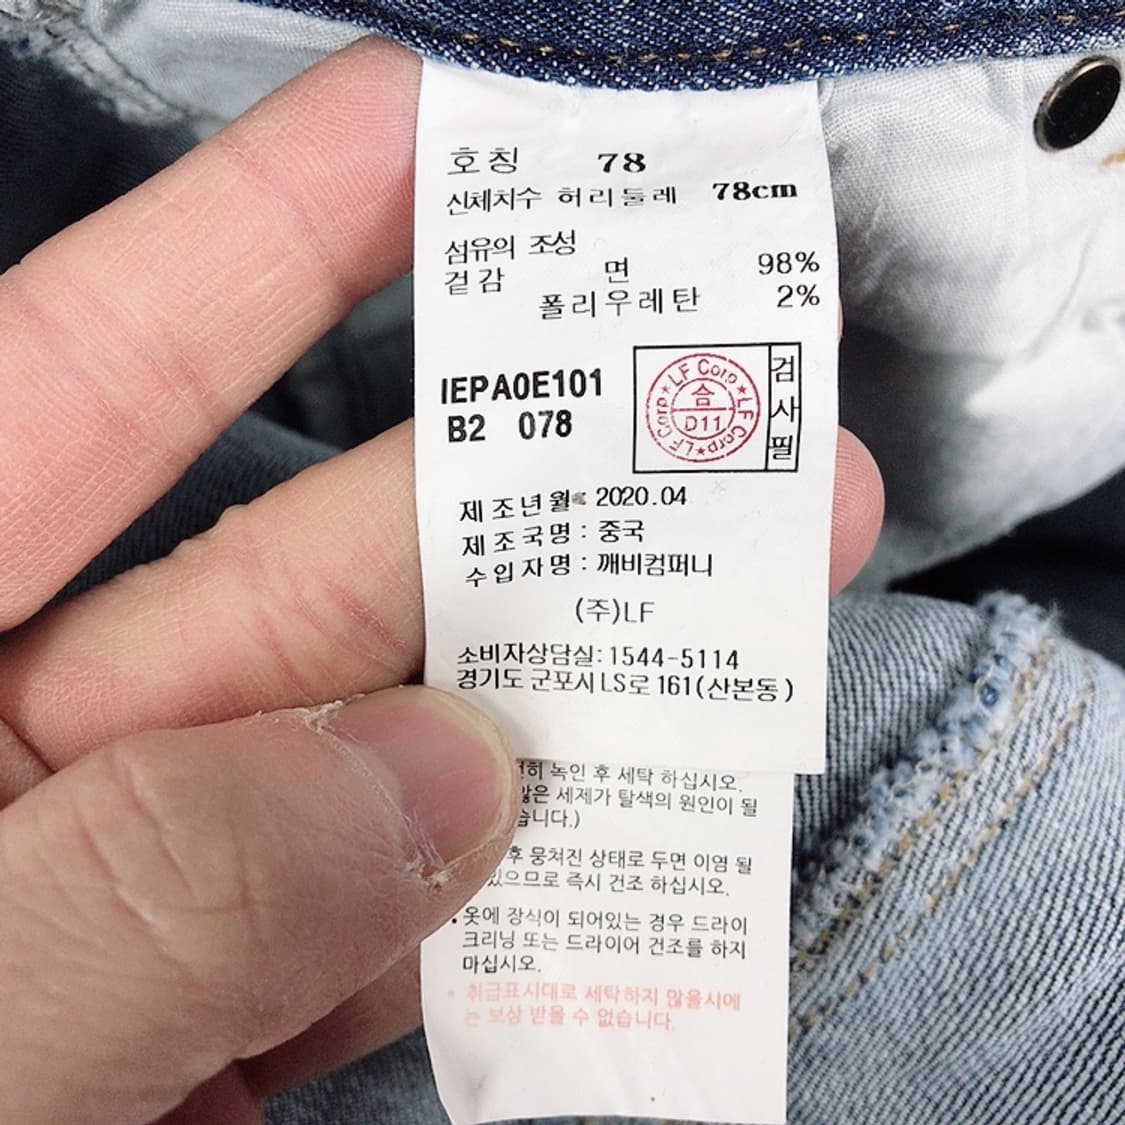 호칭 78
신체치수 허리둘레 78cm
섬유의 조성
겉감 면 98%
폴리우레탄 2%
IEPA0E101
B2 078
LF Corp★LF Corp★LF Corp★
合
D11
검사필
제조년월: 2020.04
제조국명: 중국
수입자명: 깨비컴퍼니
(주)LF
소비자상담실: 1544-5114
경기도 군포시 LS로 161(산본동)
히 녹인 후 세탁 하십시오.
않은 세제가 탈색의 원인이 될
습니다.)
후 뭉쳐진 상태로 두면 이염 될
있으므로 즉시 건조 하십시오.
• 옷에 장식이 되어있는 경우 드라이
크리닝 또는 드라이어 건조를 하지
마십시오.
* 취급표시대로 세탁하지 않을시에
는 보상 받을 수 없습니다.